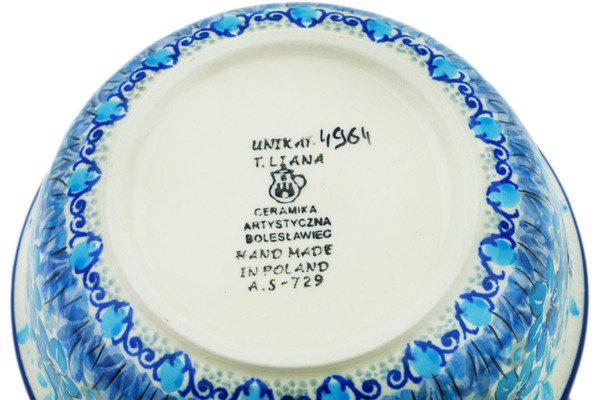 UNIKAT 4964
T. LIANA
CERAMIKA
ARTYSTYCZNA
BOLESŁAWIEC
HAND MADE
IN POLAND
A.S-729